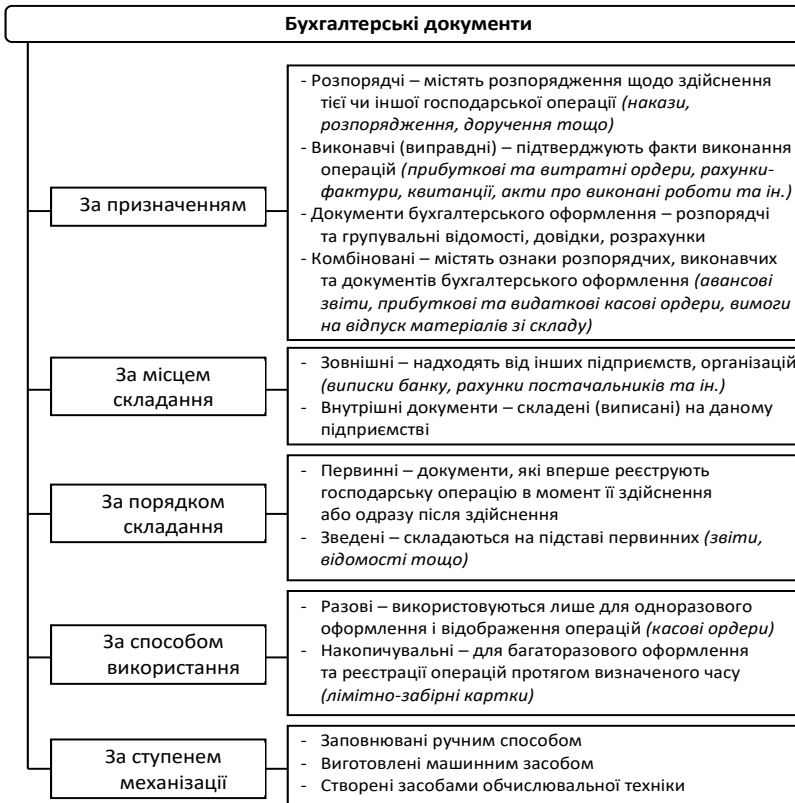 Бухгалтерські документи
За призначенням
- Розпорядчі – містять розпорядження щодо здійснення
тієї чи іншої господарської операції (накази,
розпорядження, доручення тощо)
- Виконавчі (виправдні) – підтверджують факти виконання
операцій (прибуткові та витратні ордери, рахунки-
фактури, квитанції, акти про виконані роботи та ін.)
- Документи бухгалтерського оформлення – розпорядчі
та групувальні відомості, довідки, розрахунки
- Комбіновані – містять ознаки розпорядчих, виконавчих
та документів бухгалтерського оформлення (авансові
звіти, прибуткові та видаткові касові ордери, вимоги
на відпуск матеріалів зі складу)
За місцем
складання
- Зовнішні – надходять від інших підприємств, організацій
(виписки банку, рахунки постачальників та ін.)
- Внутрішні документи – складені (виписані) на даному
підприємстві
За порядком
складання
- Первинні – документи, які вперше реєструють
господарську операцію в момент її здійснення
або одразу після здійснення
- Зведені – складаються на підставі первинних (звіти,
відомості тощо)
За способом
використання
- Разові – використовуються лише для одноразового
оформлення і відображення операцій (касові ордери)
- Накопичувальні – для багаторазового оформлення
та реєстрації операцій протягом визначеного часу
(лімітно-забірні картки)
За ступенем
механізації
- Заповнювані ручним способом
- Виготовлені машинним засобом
- Створені засобами обчислювальної техніки